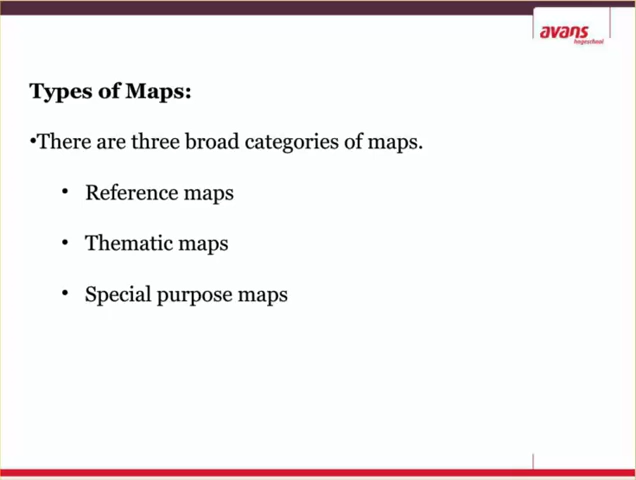 avans
hogeschool
Types of Maps:
•There are three broad categories of maps.
• Reference maps
• Thematic maps
• Special purpose maps